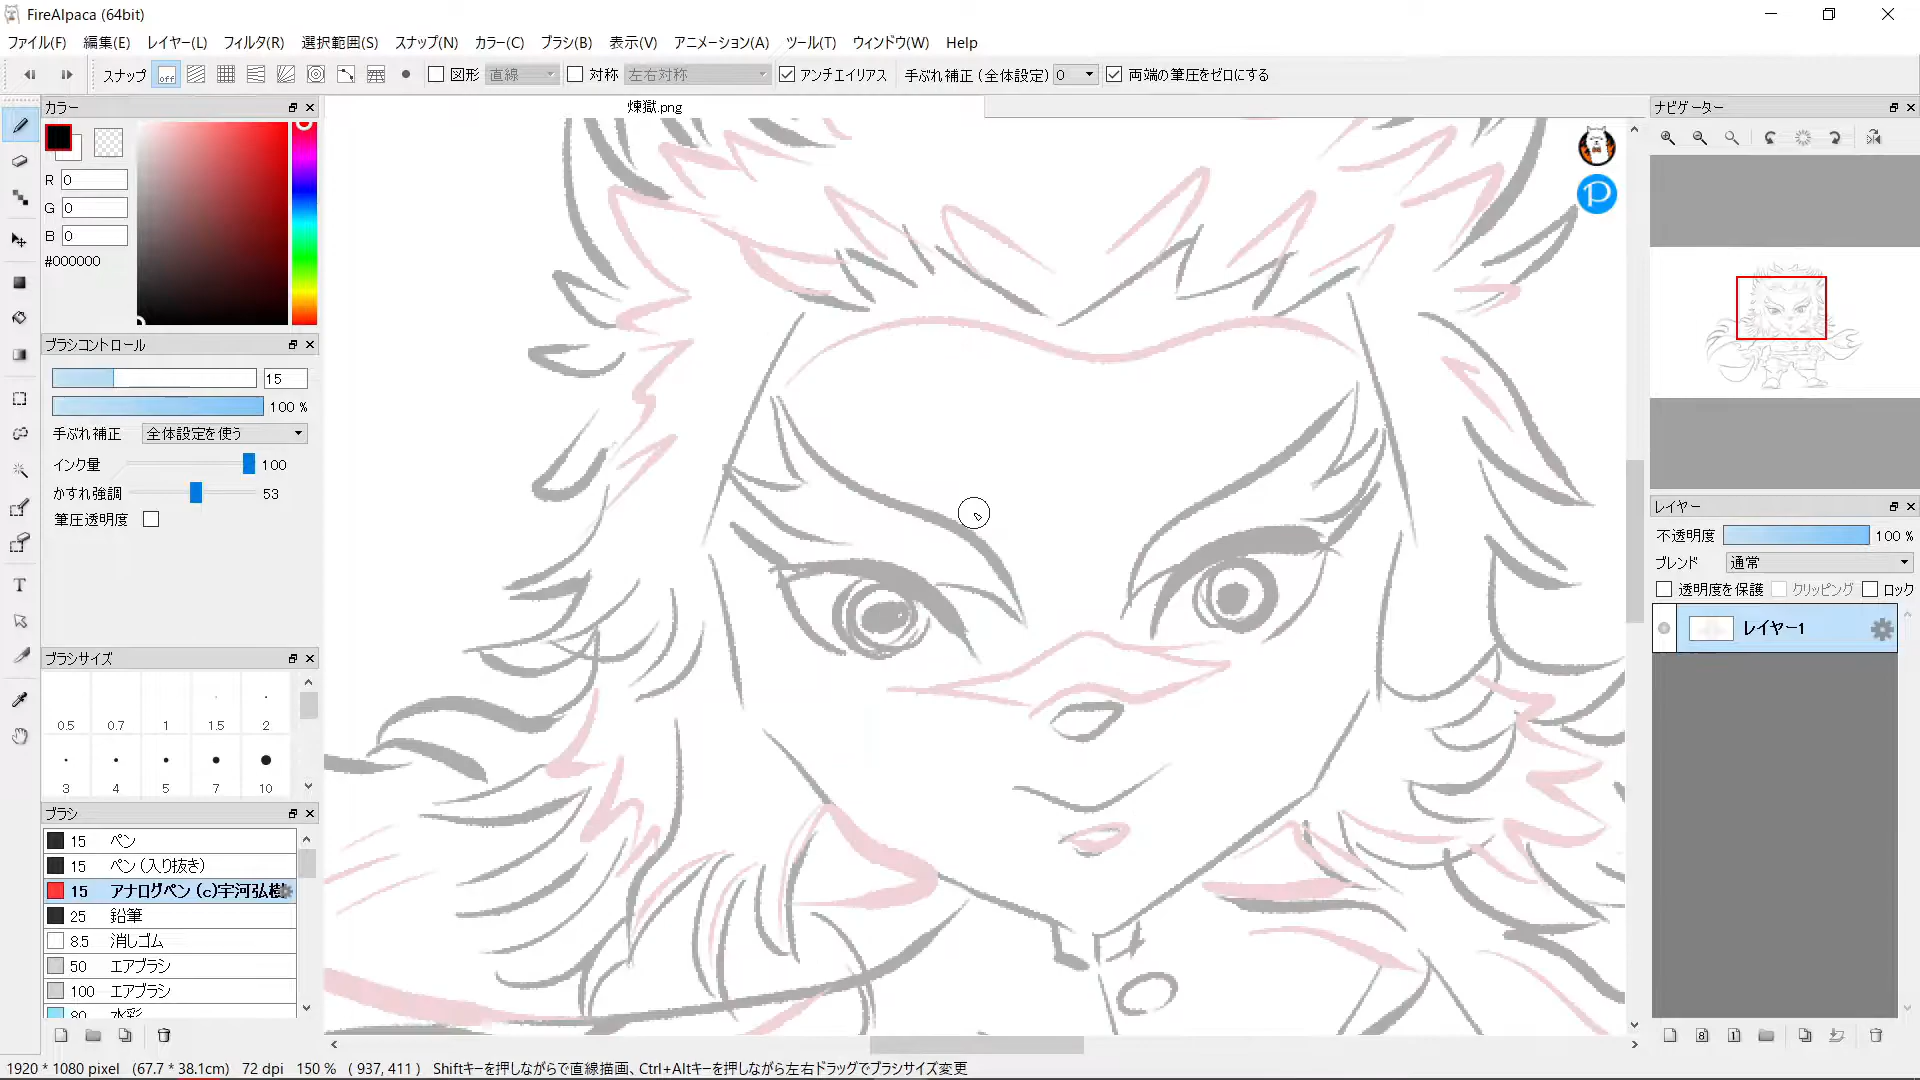 FireAlpaca (64bit)
ファイル(F) 編集(E) レイヤー(L) フィルタ(R) 選択範囲(S) スナップ(N) カラー(C) ブラシ(B) 表示(V) アニメーション(A) ツール(T) ウィンドウ(W) Help
スナップ off 図形 直線 対称 左右対称 アンチエイリアス 手ぶれ補正 (全体設定) 0 両端の筆圧をゼロにする
カラー
煉獄.png
ナビゲーター
R 0
G 0
B 0
#000000
P
ブラシコントロール
15
100 %
手ぶれ補正 全体設定を使う
インク量 100
かすれ強調 53
筆圧透明度
レイヤー
不透明度 100 %
ブレンド 通常
透明度を保護 クリッピング ロック
レイヤー1
ブラシサイズ
0.5 0.7 1 1.5 2
3 4 5 7 10
ブラシ
15 ペン
15 ペン (入り抜き)
15 アナログペン (c)宇河弘樹
25 鉛筆
8.5 消しゴム
50 エアブラシ
100 エアブラシ
80 水彩
T
8 1
1920 * 1080 pixel (67.7 * 38.1cm) 72 dpi 150 % ( 937, 411 ) Shiftキーを押しながらで直線描画、Ctrl+Altキーを押しながら左右ドラッグでブラシサイズ変更